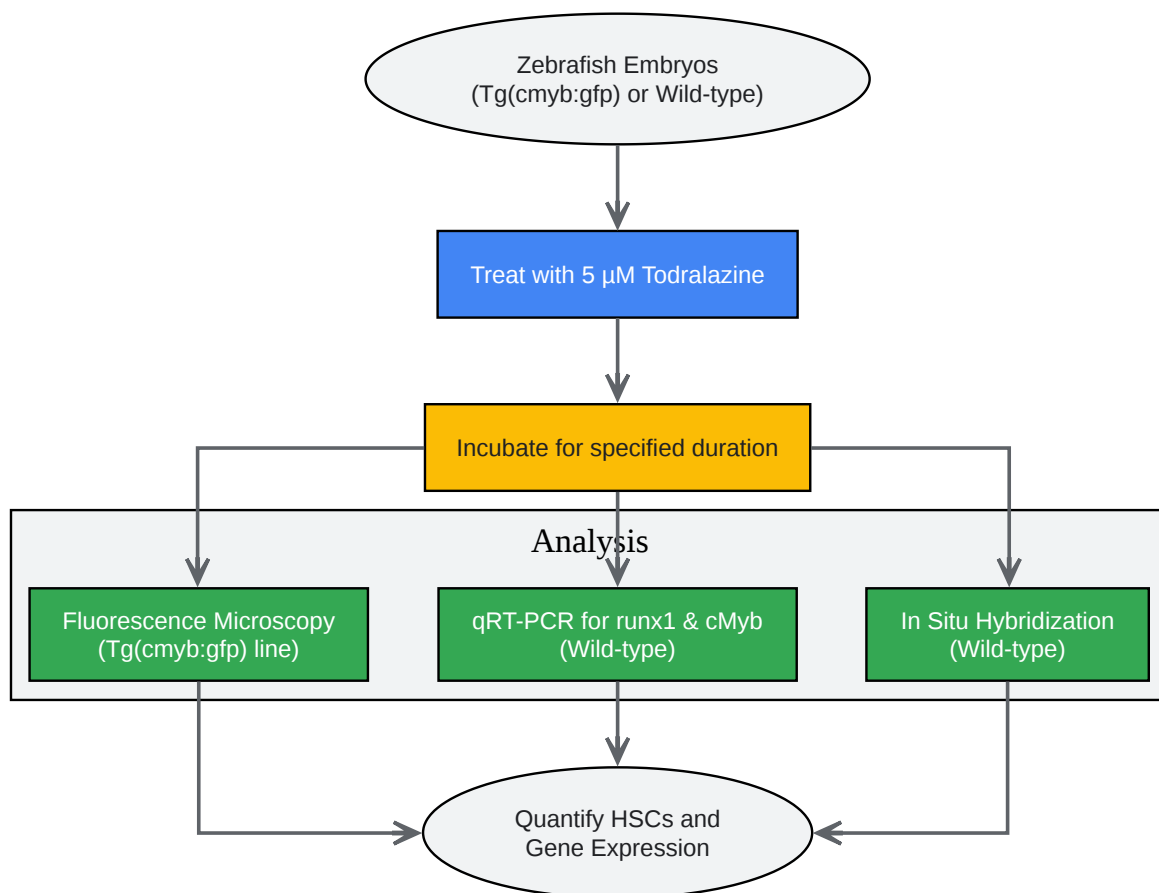 Zebrafish Embryos
(Tg(cmyb:gfp) or Wild-type)
Treat with 5 µM Todralazine
Incubate for specified duration
Analysis
Fluorescence Microscopy
(Tg(cmyb:gfp) line)
qRT-PCR for runx1 & cMyb
(Wild-type)
In Situ Hybridization
(Wild-type)
Quantify HSCs and
Gene Expression